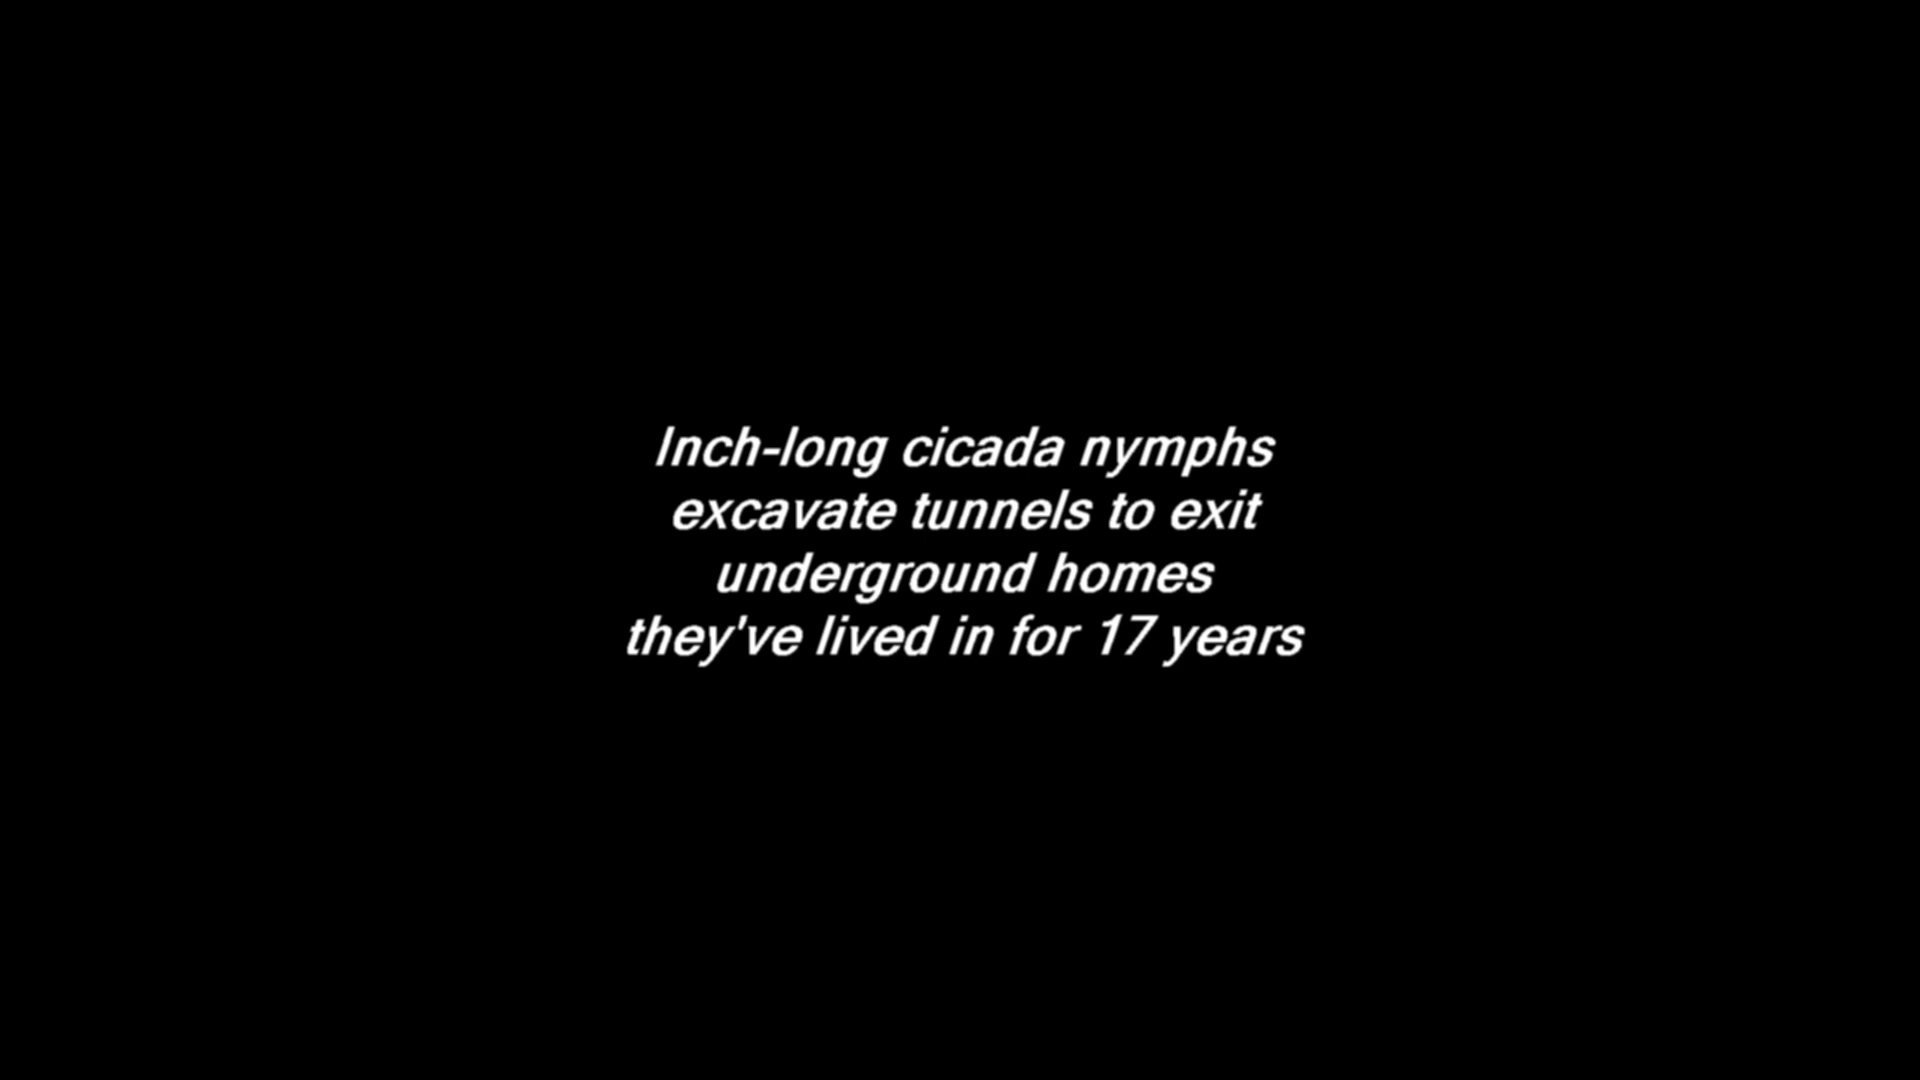 Inch-long cicada nymphs
excavate tunnels to exit
underground homes
they've lived in for 17 years